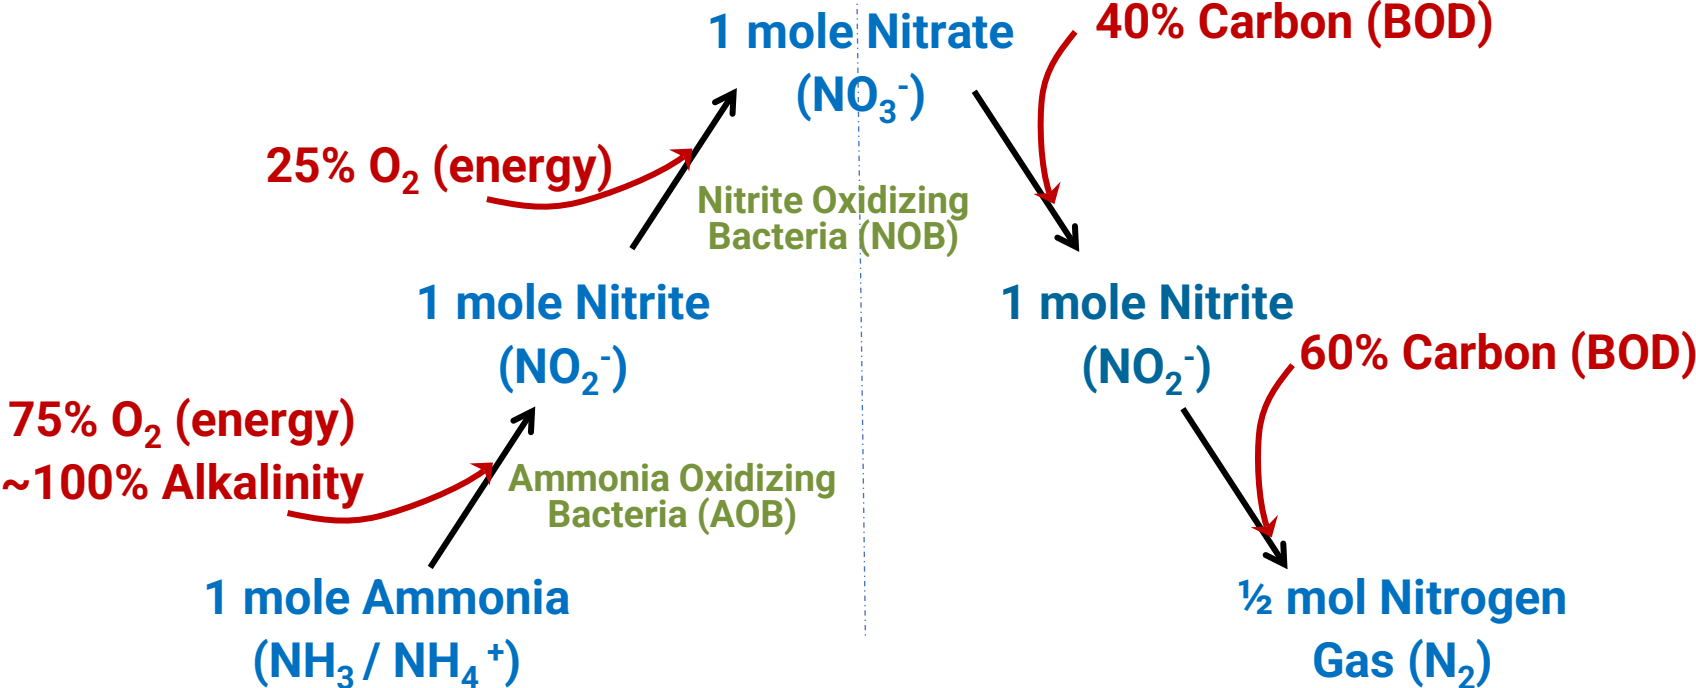 1 mole Nitrate
(NO₃⁻)
40% Carbon (BOD)
25% O₂ (energy)
Nitrite Oxidizing
Bacteria (NOB)
1 mole Nitrite
(NO₂⁻)
1 mole Nitrite
(NO₂⁻)
60% Carbon (BOD)
75% O₂ (energy)
~100% Alkalinity
Ammonia Oxidizing
Bacteria (AOB)
1 mole Ammonia
(NH₃ / NH₄⁺)
½ mol Nitrogen
Gas (N₂)